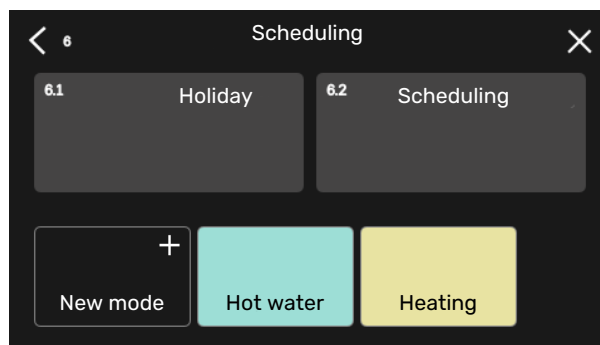 6 Scheduling
6.1 Holiday
6.2 Scheduling
New mode
Hot water
Heating